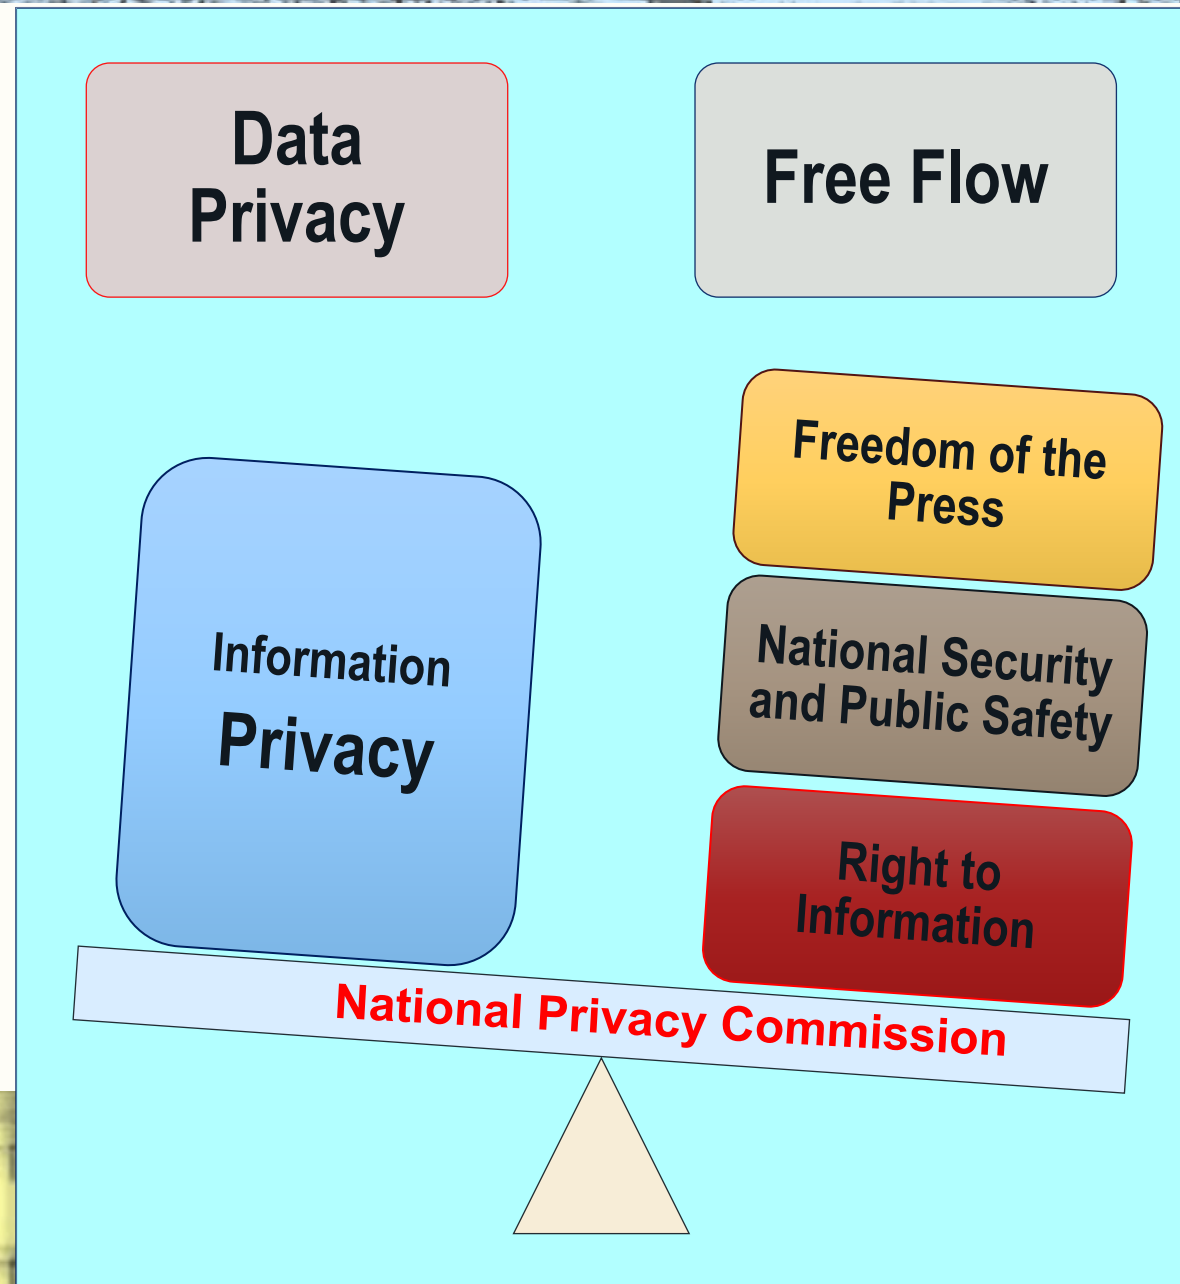 Data
Privacy
Free Flow
Freedom of the
Press
National Security
and Public Safety
Right to
Information
Information
Privacy
National Privacy Commission